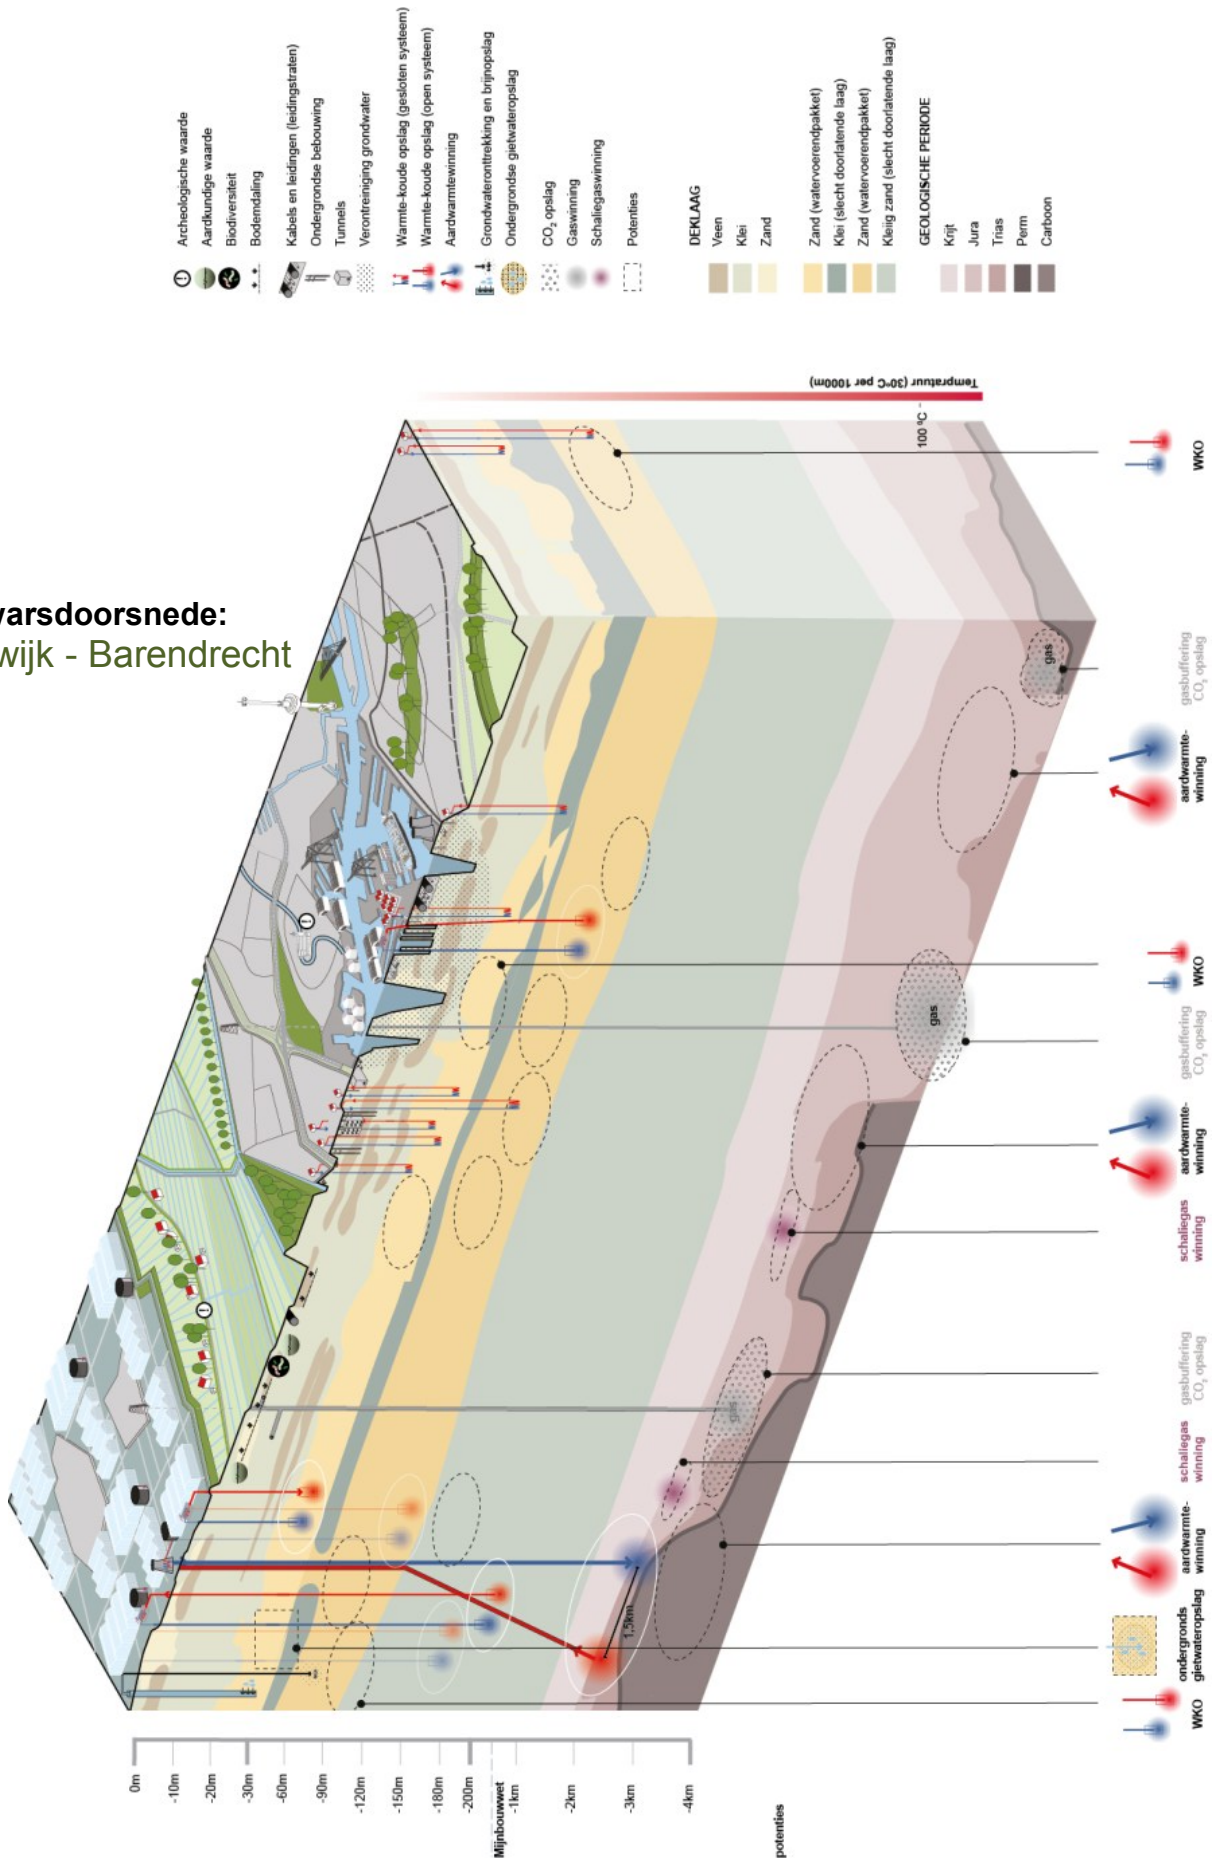 warsdoorsnede:
wijk - Barendrecht
Archeologische waarde
Aardkundige waarde
Biodiversiteit
Bodemdaling
Kabels en leidingen (leidingstraten)
Ondergrondse bebouwing
Tunnels
Verontreiniging grondwater
Warmte-koude opslag (gesloten systeem)
Warmte-koude opslag (open systeem)
Aardwarmtewinning
Grondwateronttrekking en brijnopslag
Ondergrondse gietwateropslag
CO₂ opslag
Gaswinning
Schaliegaswinning
Potenties
DEKLAAG
Veen
Klei
Zand
Zand (watervoerendpakket)
Klei (slecht doorlatende laag)
Zand (watervoerendpakket)
Kleiig zand (slecht doorlatende laag)
GEOLOGISCHE PERIODE
Krijt
Jura
Trias
Perm
Carboon
Tempratuur (30°C per 1000m)
100 °C
0m
-10m
-20m
-30m
-60m
-90m
-120m
-150m
-180m
-200m
Mijnbouwwet
-1km
-2km
-3km
-4km
potenties
1,5km
gas
gas
gas
WKO
ondergronds
gietwateropslag
aardwarmte-
winning
schaliegas
winning
gasbuffering
CO₂ opslag
schaliegas
winning
aardwarmte-
winning
gasbuffering
CO₂ opslag
WKO
aardwarmte-
winning
gasbuffering
CO₂ opslag
WKO